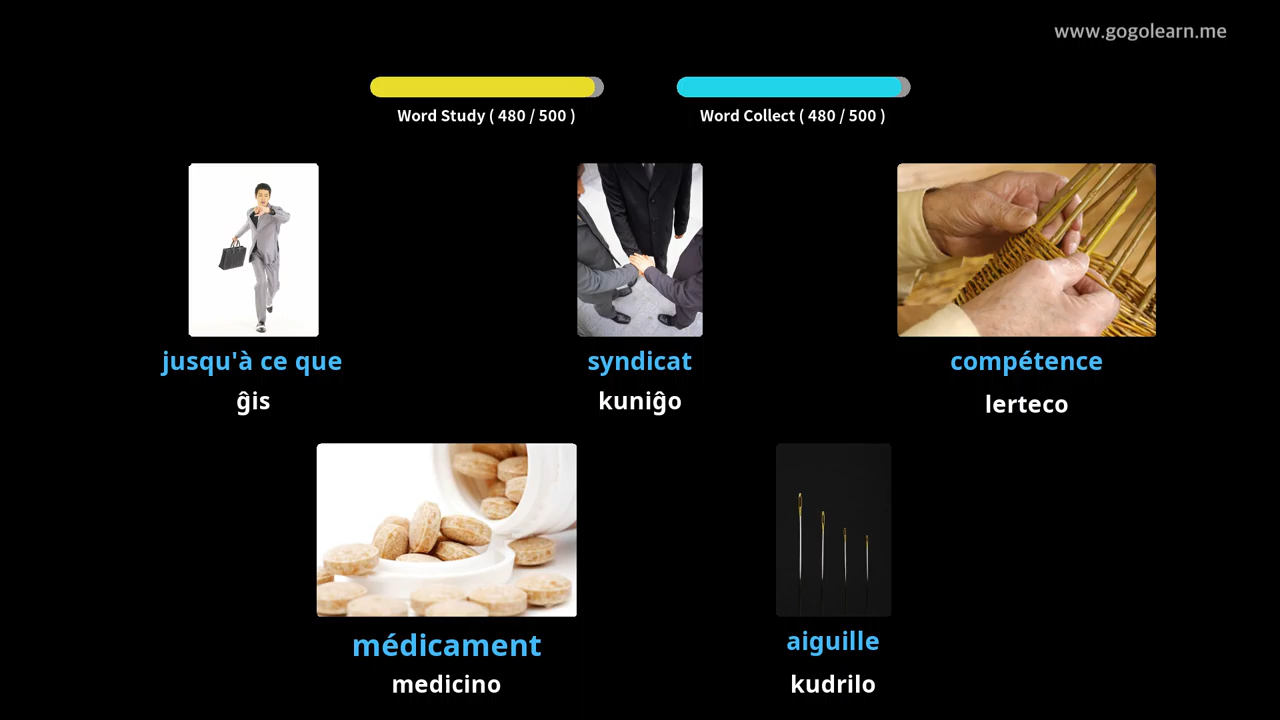 www.gogolearn.me
Word Study ( 480 / 500 )
Word Collect ( 480 / 500 )
jusqu'à ce que
syndicat
compétence
ĝis
kuniĝo
lerteco
médicament
aiguille
medicino
kudrilo